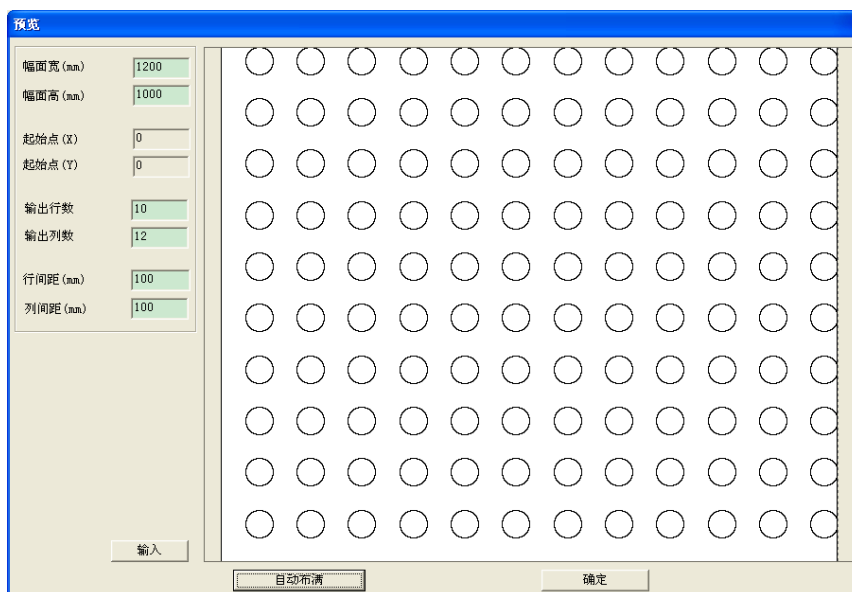 预览
幅面宽(mm) 1200
幅面高(mm) 1000
起始点(X) 0
起始点(Y) 0
输出行数 10
输出列数 12
行间距(mm) 100
列间距(mm) 100
输入
自动布满 确定